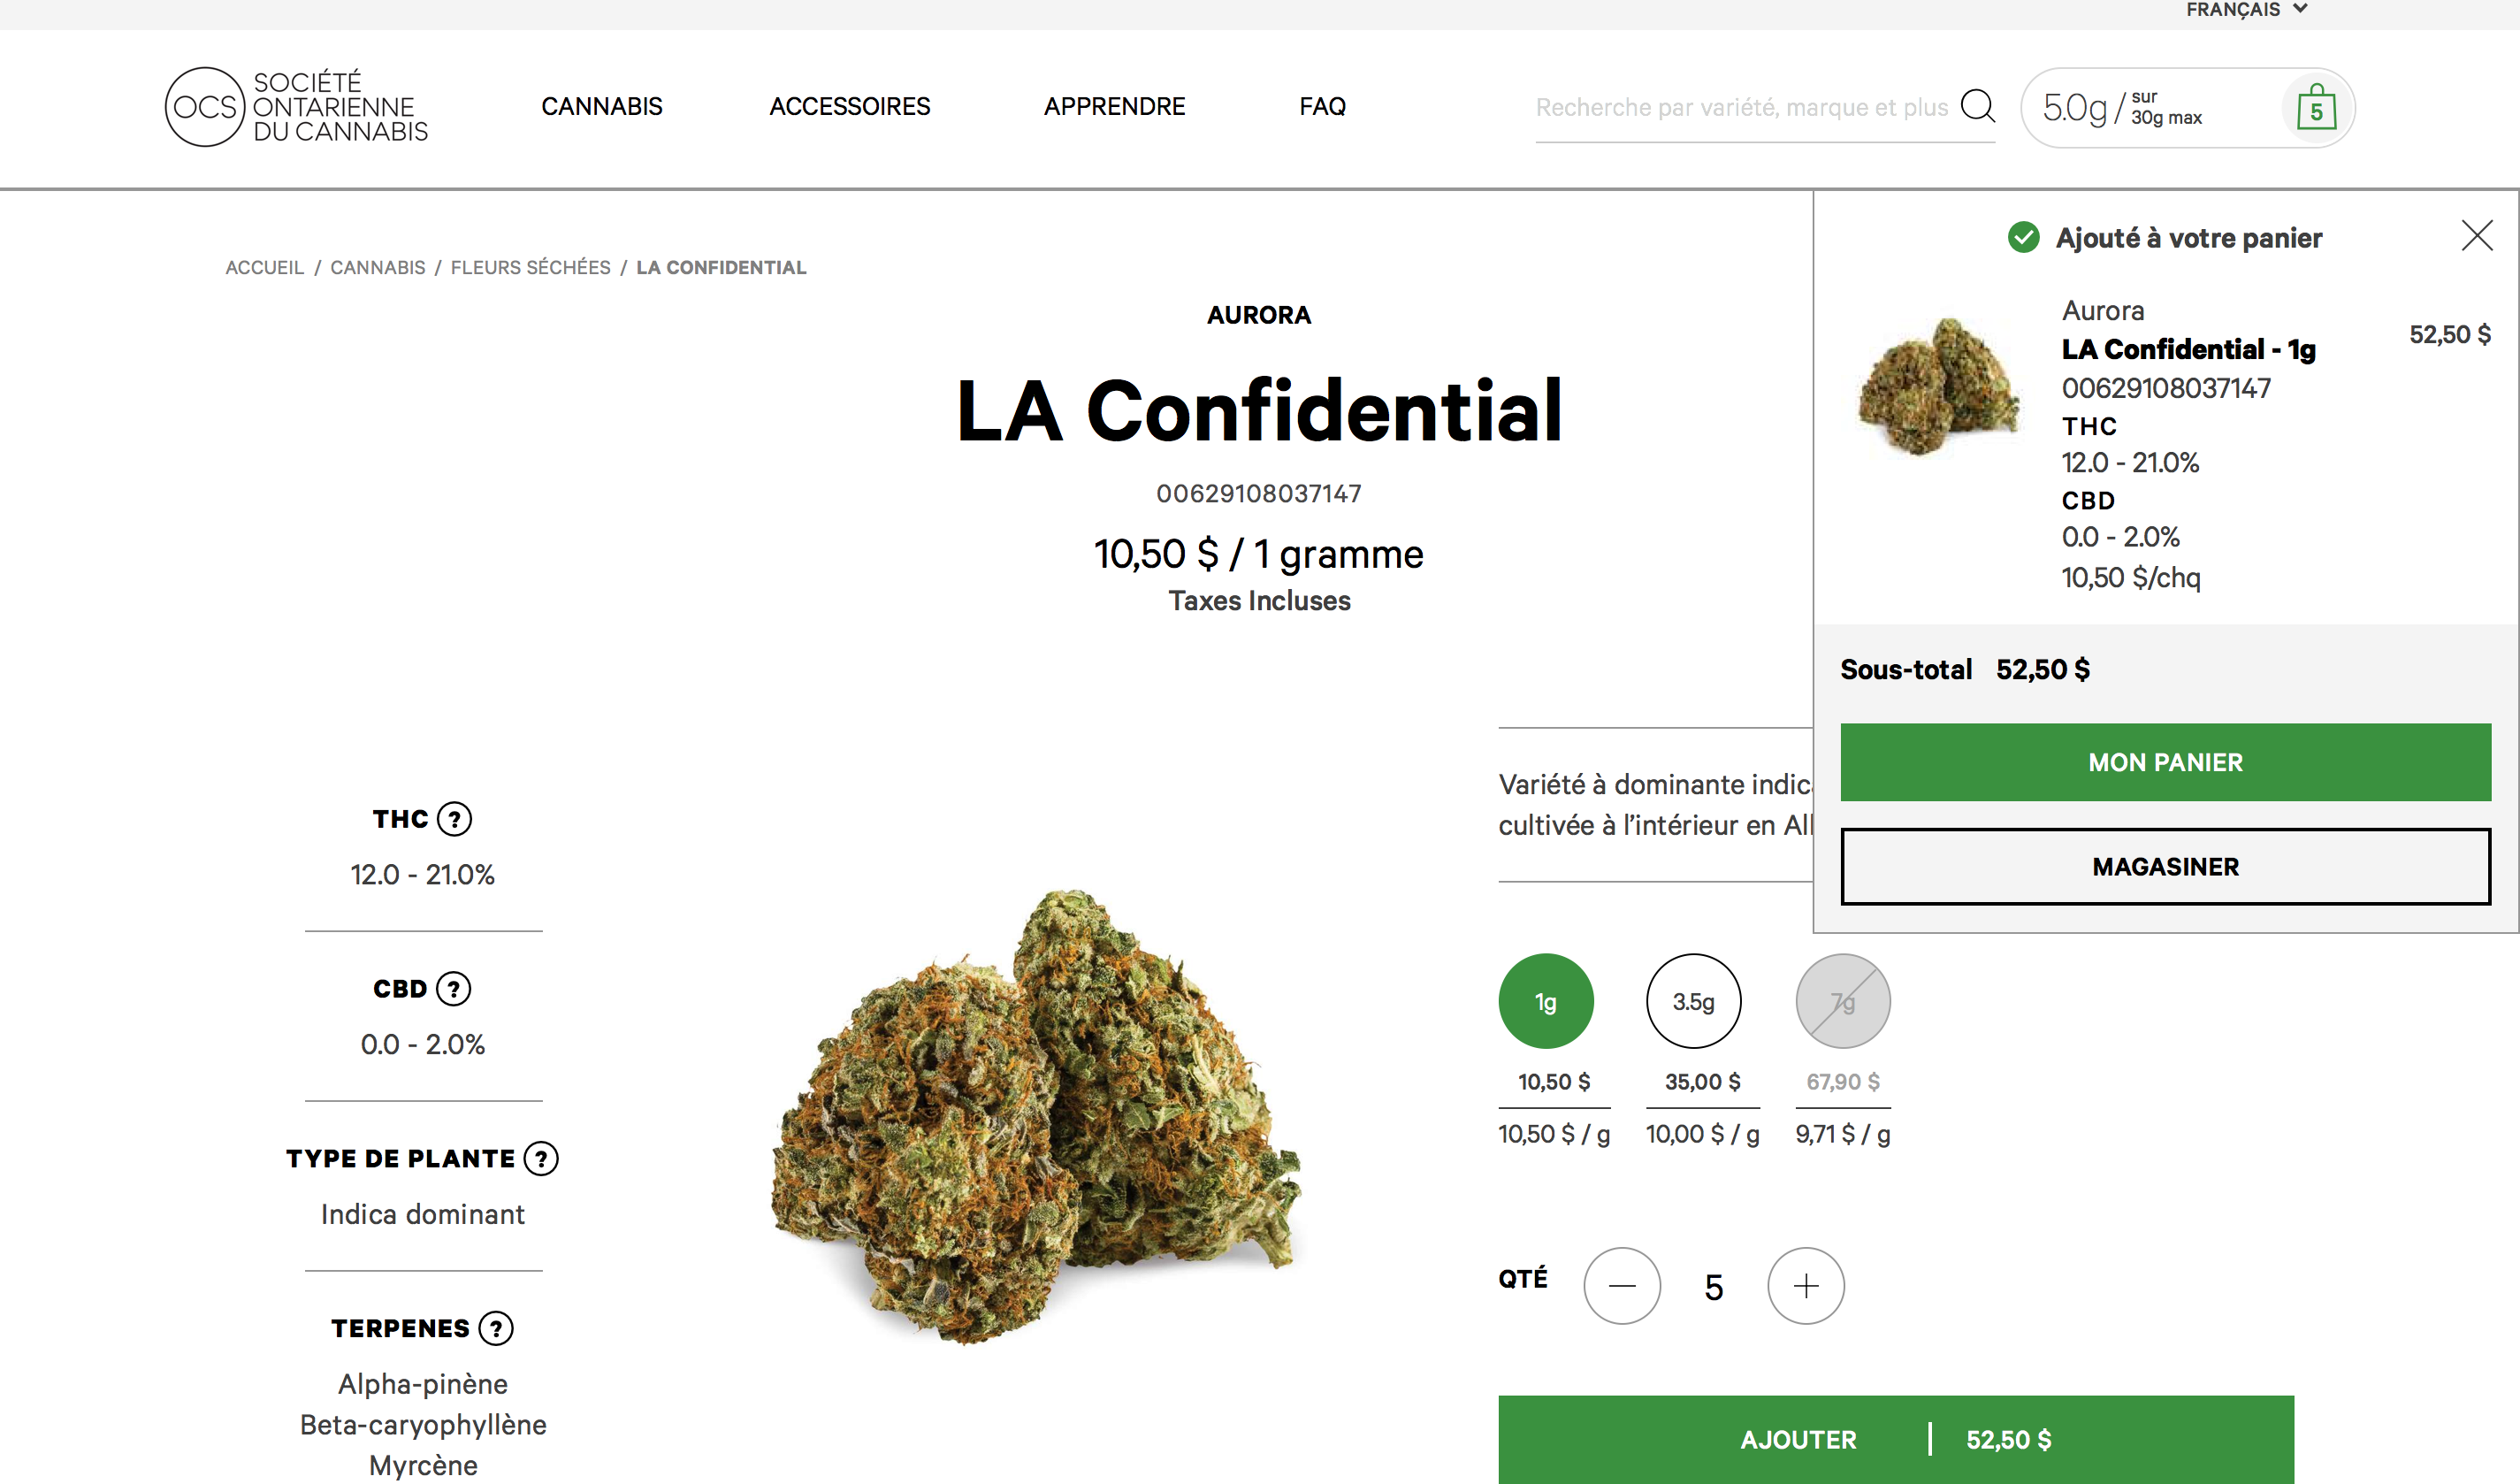 FRANÇAIS
OCS
SOCIÉTÉ
ONTARIENNE
DU CANNABIS
CANNABIS
ACCESSOIRES
APPRENDRE
FAQ
Recherche par variété, marque et plus
5.0g / sur
30g max
5
ACCUEIL / CANNABIS / FLEURS SÉCHÉES / LA CONFIDENTIAL
AURORA
LA Confidential
00629108037147
10,50 $ / 1 gramme
Taxes Incluses
Ajouté à votre panier
Aurora
LA Confidential - 1g
52,50 $
00629108037147
THC
12.0 - 21.0%
CBD
0.0 - 2.0%
10,50 $/chq
Sous-total 52,50 $
MON PANIER
MAGASINER
THC ?
12.0 - 21.0%
CBD ?
0.0 - 2.0%
TYPE DE PLANTE ?
Indica dominant
TERPENES ?
Alpha-pinène
Beta-caryophyllène
Myrcène
Variété à dominante indic
cultivée à l’intérieur en
1g
3.5g
7g
10,50 $
35,00 $
67,90 $
10,50 $ / g
10,00 $ / g
9,71 $ / g
QTÉ
5
AJOUTER | 52,50 $